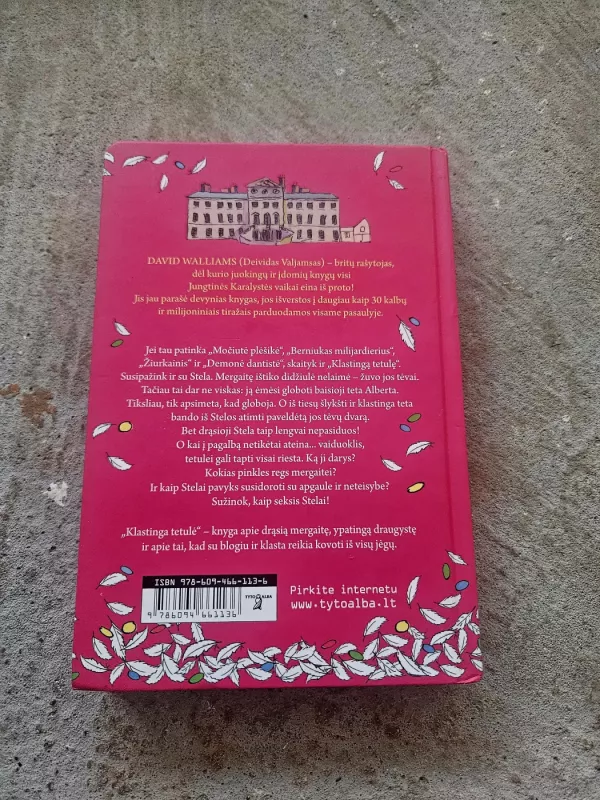 DAVID WALLIAMS (Deividas Valjamsas) – britų rašytojas,
dėl kurio juokingų ir įdomių knygų visi
Jungtinės Karalystės vaikai eina iš proto!
Jis jau parašė devynias knygas, jos išverstos į daugiau kaip 30 kalbų
ir milijoniniais tiražais parduodamos visame pasaulyje.
Jei tau patinka „Močiutė plėšikė“, „Berniukas milijardierius“,
„Žiurkainis“ ir „Demonė dantistė“, skaityk ir „Klastingą tetulę“.
Susipažink ir su Stela. Mergaitę ištiko didžiulė nelaimė – žuvo jos tėvai.
Tačiau tai dar ne viskas: ją ėmėsi globoti baisioji teta Alberta.
Tiksliau, tik apsimeta, kad globoja. O iš tiesų šlykšti ir klastinga teta
bando iš Stelos atimti paveldėtą jos tėvų dvarą.
Bet drąsioji Stela taip lengvai nepasiduos!
O kai į pagalbą netikėtai ateina... vaiduoklis,
tetulei gali tapti visai riesta. Ką ji darys?
Kokias pinkles regs mergaitei?
Ir kaip Stelai pavyks susidoroti su apgaule ir neteisybe?
Sužinok, kaip seksis Stelai!
„Klastinga tetulė“ – knyga apie drąsią mergaitę, ypatingą draugystę
ir apie tai, kad su blogiu ir klasta reikia kovoti iš visų jėgų.
ISBN 978-609-466-113-6
TYTO ALBA
9 786094 661136
Pirkite internetu
www.tytoalba.lt